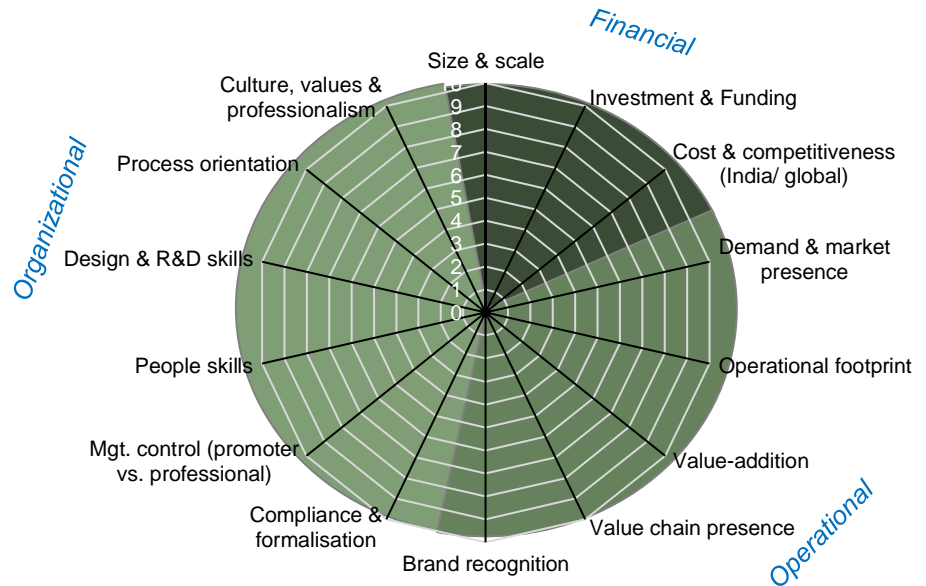 Financial
Size & scale
Culture, values &
professionalism
Investment & Funding
Cost & competitiveness
(India/ global)
Process orientation
Organizational
Design & R&D skills
Demand & market
presence
10
9
8
7
6
5
4
3
2
1
0
People skills
Operational footprint
Mgt. control (promoter
vs. professional)
Value-addition
Compliance &
formalisation
Value chain presence
Brand recognition
Operational